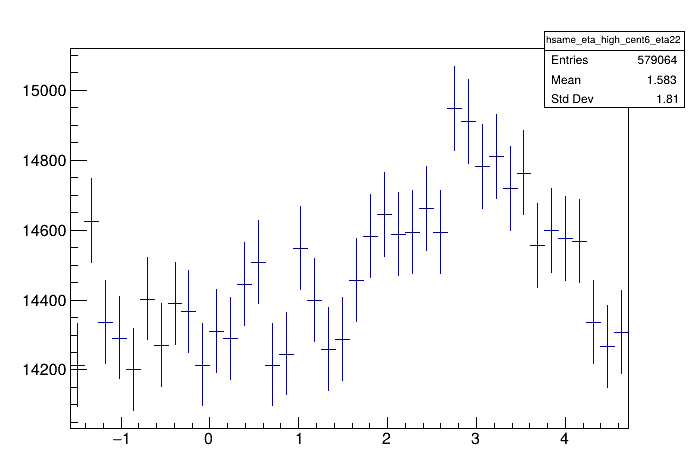 hsame_eta_high_cent6_eta22
Entries 579064
Mean 1.583
Std Dev 1.81
15000
14800
14600
14400
14200
−1 0 1 2 3 4